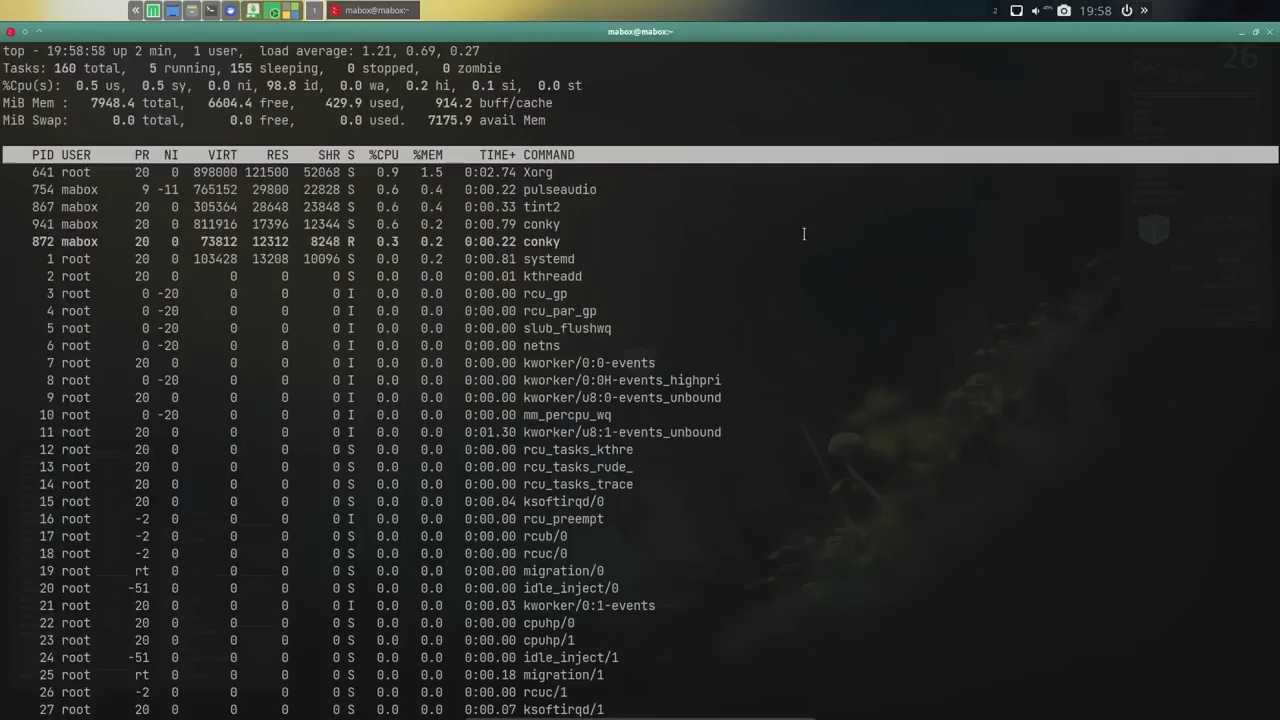 1 mabox@mabox:~ 2 40% 19:58
mabox@mabox:~
top - 19:58:58 up 2 min,  1 user,  load average: 1.21, 0.69, 0.27
Tasks: 160 total,   5 running, 155 sleeping,   0 stopped,   0 zombie
%Cpu(s):  0.5 us,  0.5 sy,  0.0 ni, 98.8 id,  0.0 wa,  0.2 hi,  0.1 si,  0.0 st
MiB Mem :   7948.4 total,   6604.4 free,    429.9 used,    914.2 buff/cache
MiB Swap:      0.0 total,      0.0 free,      0.0 used.   7175.9 avail Mem
PID USER      PR  NI    VIRT    RES    SHR S  %CPU  %MEM     TIME+ COMMAND
641 root      20   0  898000 121500  52068 S   0.9   1.5   0:02.74 Xorg
754 mabox      9 -11  765152  29800  22828 S   0.6   0.4   0:00.22 pulseaudio
867 mabox     20   0  305364  28648  23848 S   0.6   0.4   0:00.33 tint2
941 mabox     20   0  811916  17396  12344 S   0.6   0.2   0:00.79 conky
872 mabox     20   0   73812  12312   8248 R   0.3   0.2   0:00.22 conky
1 root      20   0  103428  13208  10096 S   0.0   0.2   0:00.81 systemd
2 root      20   0       0      0      0 S   0.0   0.0   0:00.01 kthreadd
3 root       0 -20       0      0      0 I   0.0   0.0   0:00.00 rcu_gp
4 root       0 -20       0      0      0 I   0.0   0.0   0:00.00 rcu_par_gp
5 root       0 -20       0      0      0 I   0.0   0.0   0:00.00 slub_flushwq
6 root       0 -20       0      0      0 I   0.0   0.0   0:00.00 netns
7 root      20   0       0      0      0 I   0.0   0.0   0:00.00 kworker/0:0-events
8 root       0 -20       0      0      0 I   0.0   0.0   0:00.00 kworker/0:0H-events_highpri
9 root      20   0       0      0      0 I   0.0   0.0   0:00.00 kworker/u8:0-events_unbound
10 root       0 -20       0      0      0 I   0.0   0.0   0:00.00 mm_percpu_wq
11 root      20   0       0      0      0 I   0.0   0.0   0:01.30 kworker/u8:1-events_unbound
12 root      20   0       0      0      0 S   0.0   0.0   0:00.00 rcu_tasks_kthre
13 root      20   0       0      0      0 S   0.0   0.0   0:00.00 rcu_tasks_rude_
14 root      20   0       0      0      0 S   0.0   0.0   0:00.00 rcu_tasks_trace
15 root      20   0       0      0      0 S   0.0   0.0   0:00.04 ksoftirqd/0
16 root      -2   0       0      0      0 I   0.0   0.0   0:00.00 rcu_preempt
17 root      -2   0       0      0      0 S   0.0   0.0   0:00.00 rcub/0
18 root      -2   0       0      0      0 S   0.0   0.0   0:00.00 rcuc/0
19 root      rt   0       0      0      0 S   0.0   0.0   0:00.00 migration/0
20 root     -51   0       0      0      0 S   0.0   0.0   0:00.00 idle_inject/0
21 root      20   0       0      0      0 I   0.0   0.0   0:00.03 kworker/0:1-events
22 root      20   0       0      0      0 S   0.0   0.0   0:00.00 cpuhp/0
23 root      20   0       0      0      0 S   0.0   0.0   0:00.00 cpuhp/1
24 root     -51   0       0      0      0 S   0.0   0.0   0:00.00 idle_inject/1
25 root      rt   0       0      0      0 S   0.0   0.0   0:00.18 migration/1
26 root      -2   0       0      0      0 S   0.0   0.0   0:00.00 rcuc/1
27 root      20   0       0      0      0 S   0.0   0.0   0:00.07 ksoftirqd/1
26
Dec